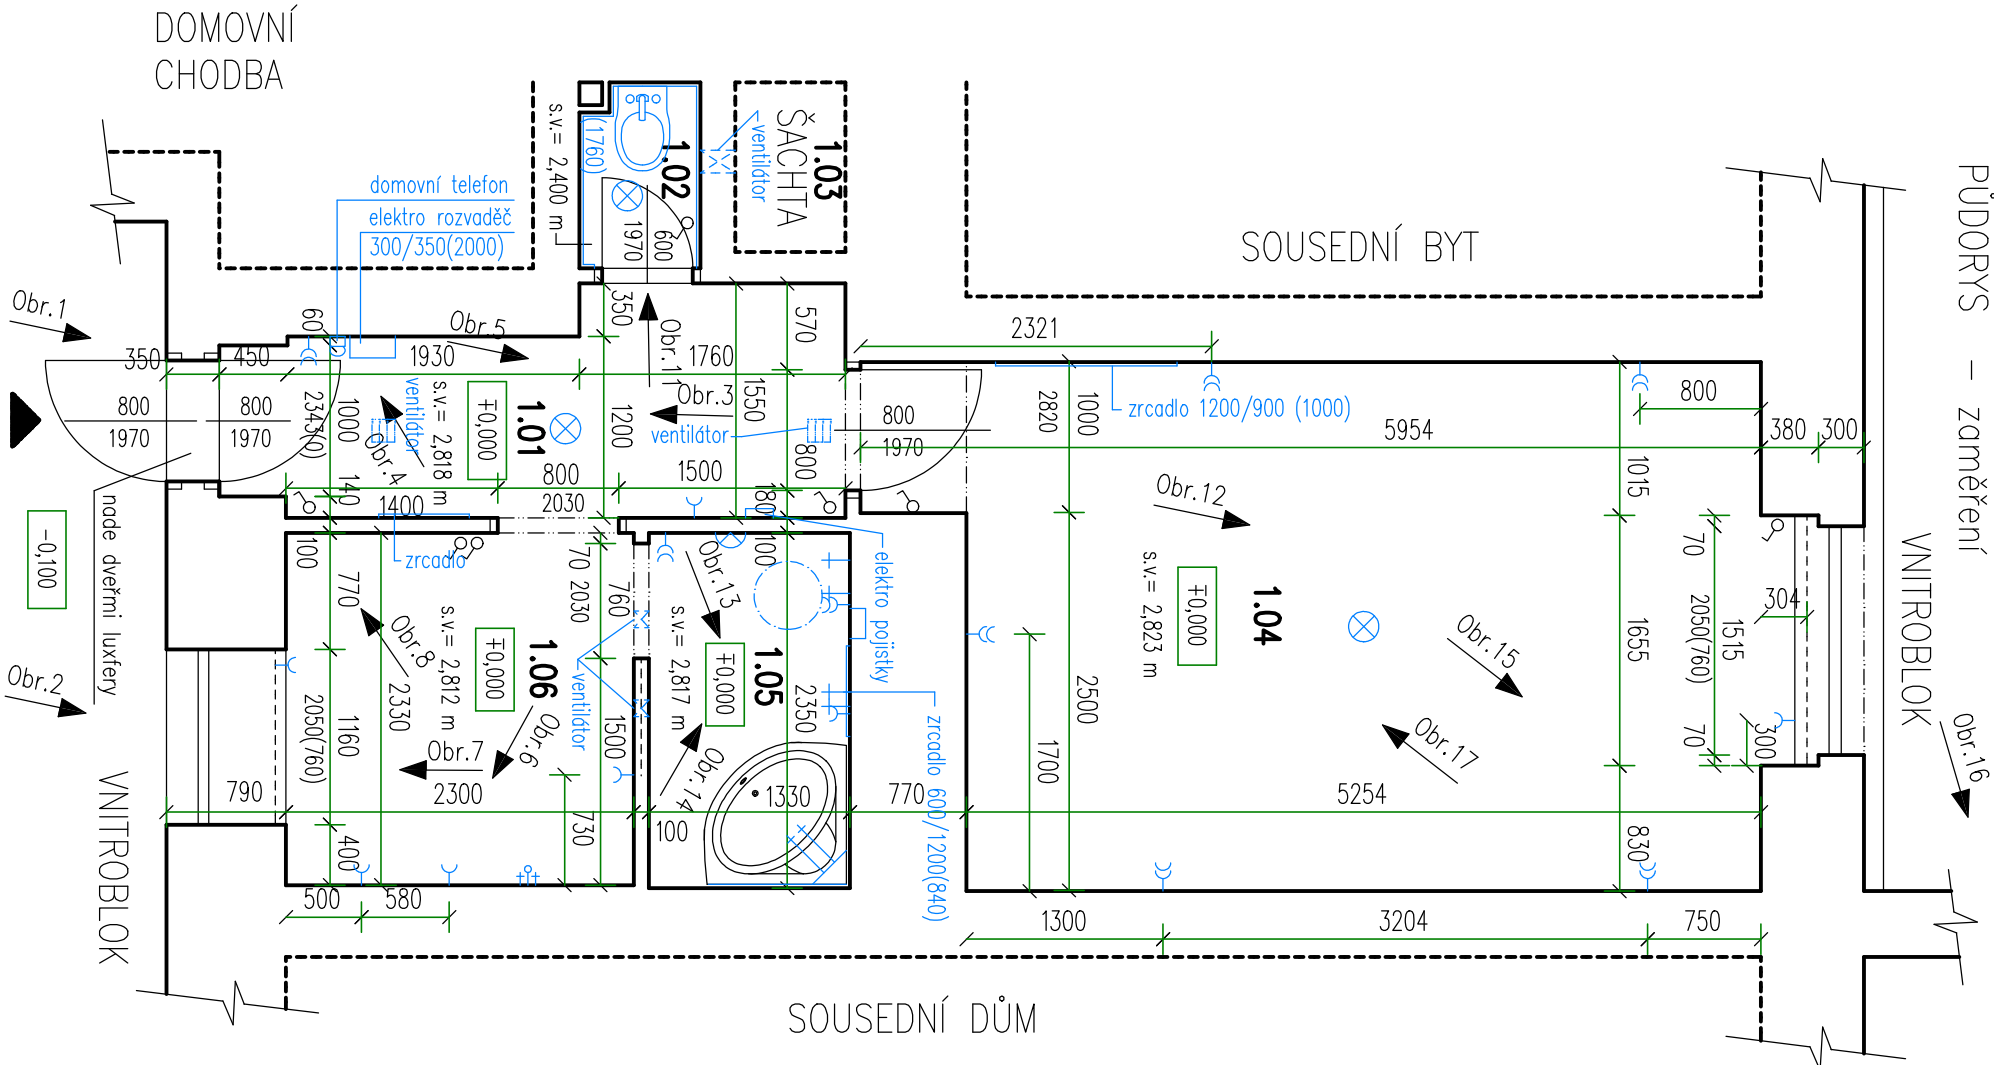 DOMOVNÍ
CHODBA
PŮDORYS - zaměření
SOUSEDNÍ BYT
SOUSEDNÍ DŮM
VNITROBLOK
VNITROBLOK
1.03
ŠACHTA
ventilátor
1.02
(1760)
s.v.= 2,400 m
600
1970
domovní telefon
elektro rozvaděč
300/350(2000)
Obr.1
Obr.5
Obr.11
Obr.3
Obr.4
Obr.2
350
450
1930
1760
60
350
570
2321
800
1970
800
1970
2343(0)
1000
140
ventilátor
s.v.= 2,818 m
∓0,000
1.01
1200
1550
ventilátor
800
800
1970
800
2030
1500
1400
180
100
100
zrcadlo
nade dveřmi luxfery
-0,100
zrcadlo 1200/900 (1000)
2820
1000
5954
800
380
300
1015
Obr.12
s.v.= 2,823 m
∓0,000
1.04
Obr.15
Obr.17
Obr.16
70
2050(760)
1515
70
304
300
1655
830
2500
1700
5254
770
elektro pojistky
zrcadlo 600/1200(840)
Obr.13
760
70
2030
s.v.= 2,817 m
∓0,000
1.05
2350
Obr.14
1330
100
ventilátor
1500
730
770
2050(760)
1160
400
Obr.8
2330
s.v.= 2,812 m
∓0,000
1.06
Obr.6
Obr.7
790
2300
500
580
1300
3204
750